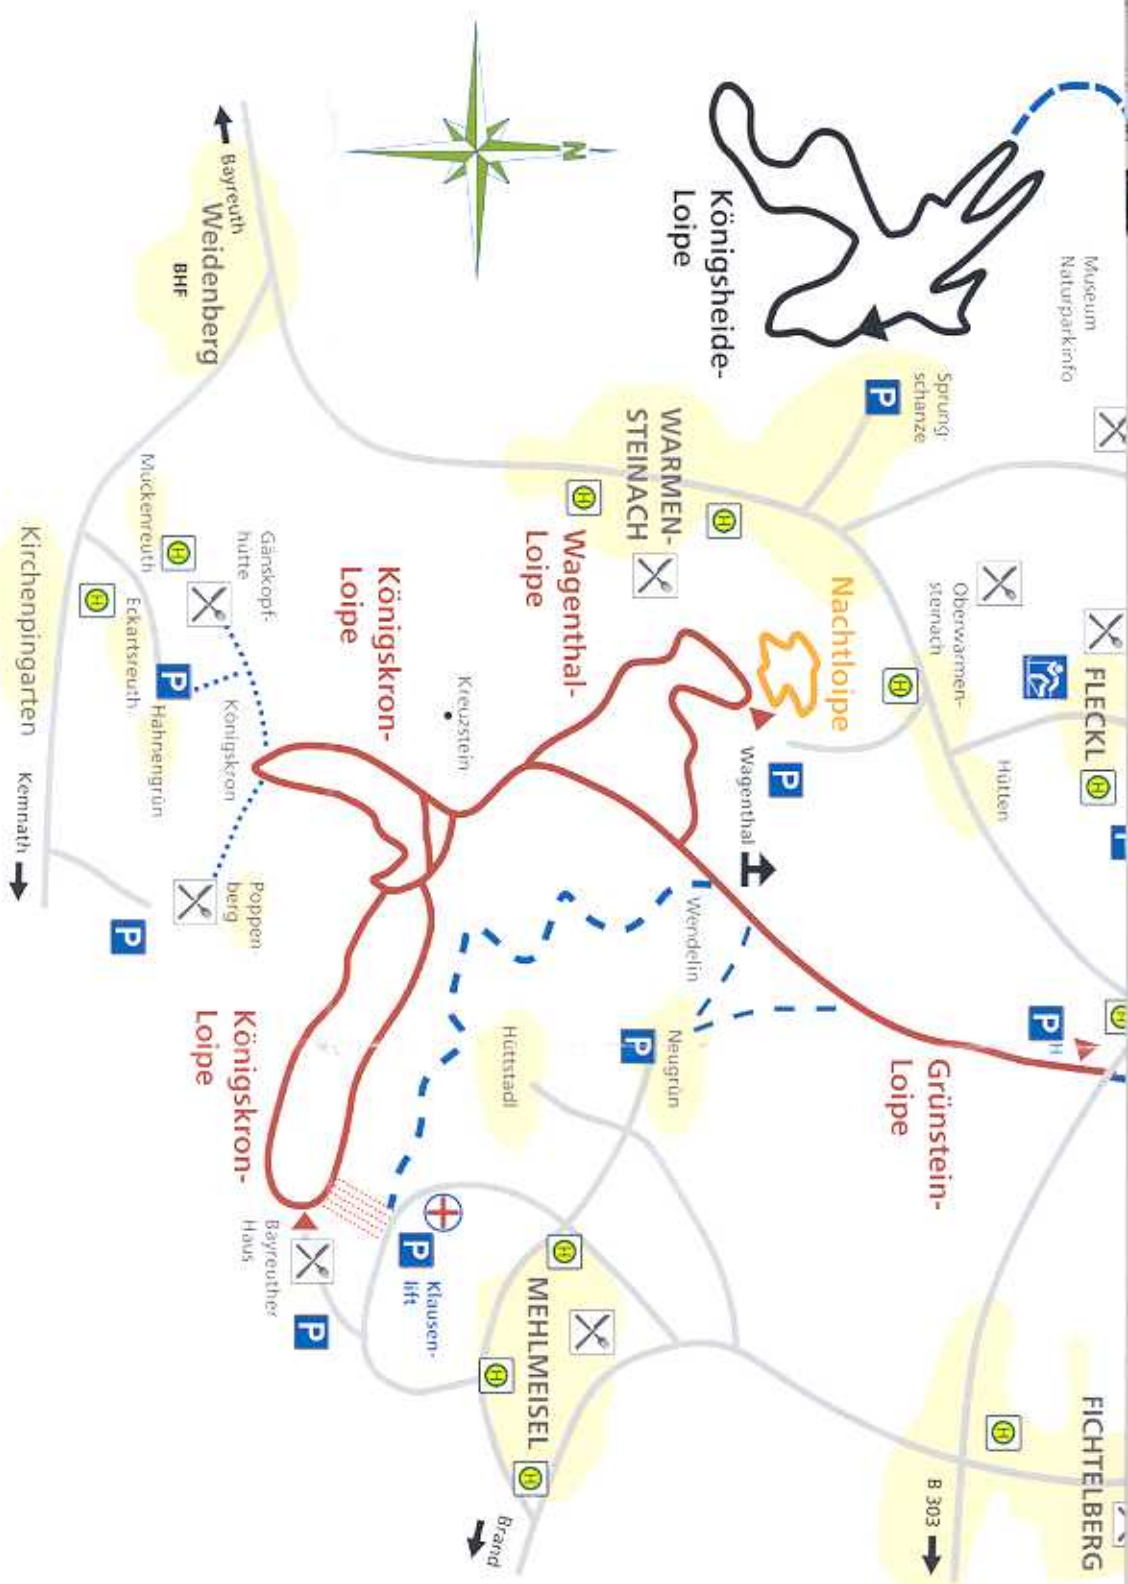 Museum
Naturparkinfo
Königsheide-
Loipe
N
Sprung
schanze
P
WARMEN-
STEINACH
H
H
Bayreuth
Weidenberg
BHF
FLECKL
H
Oberwarmen-
steinach
H
Hütten
Nachtloipe
Wagenthal-
Loipe
Wagenthal
P
Kreuzstein
Königskron-
Loipe
Gänskopf-
hütte
Muckenreuth
H
Eckartsreuth
H
P
Hahnengrün
Königskron
Kirchenpingarten
Kemnath
Poppen-
berg
P
Wendelin
Neugrün
P
Hüttstadl
Grünstein-
Loipe
P
H
H
Königskron-
Loipe
Bayreuther
Haus
P
Klausen-
lift
P
MEHLMEISEL
H
H
H
Brand
FICHTELBERG
H
B 303